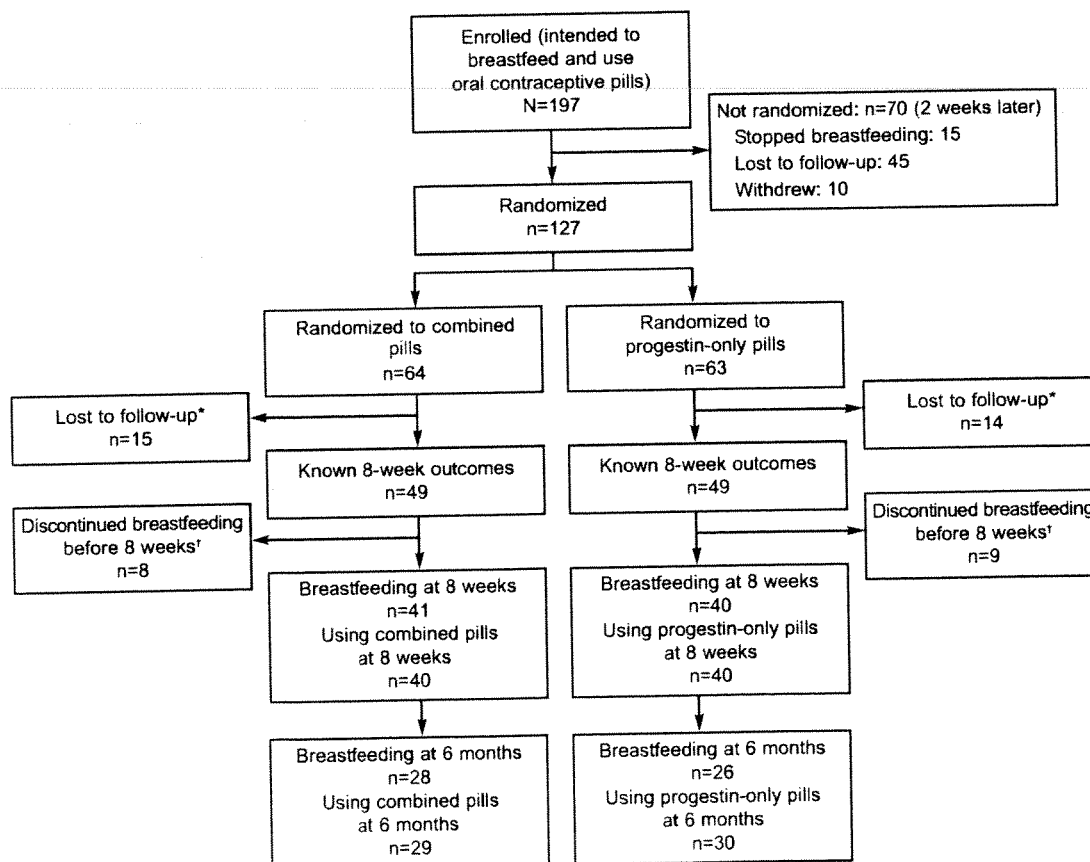 Enrolled (intended to
breastfeed and use
oral contraceptive pills)
N=197
Not randomized: n=70 (2 weeks later)
Stopped breastfeeding: 15
Lost to follow-up: 45
Withdrew: 10
Randomized
n=127
Randomized to combined
pills
n=64
Randomized to
progestin-only pills
n=63
Lost to follow-up*
n=15
Lost to follow-up*
n=14
Known 8-week outcomes
n=49
Known 8-week outcomes
n=49
Discontinued breastfeeding
before 8 weeks†
n=8
Discontinued breastfeeding
before 8 weeks†
n=9
Breastfeeding at 8 weeks
n=41
Using combined pills
at 8 weeks
n=40
Breastfeeding at 8 weeks
n=40
Using progestin-only pills
at 8 weeks
n=40
Breastfeeding at 6 months
n=28
Using combined pills
at 6 months
n=29
Breastfeeding at 6 months
n=26
Using progestin-only pills
at 6 months
n=30